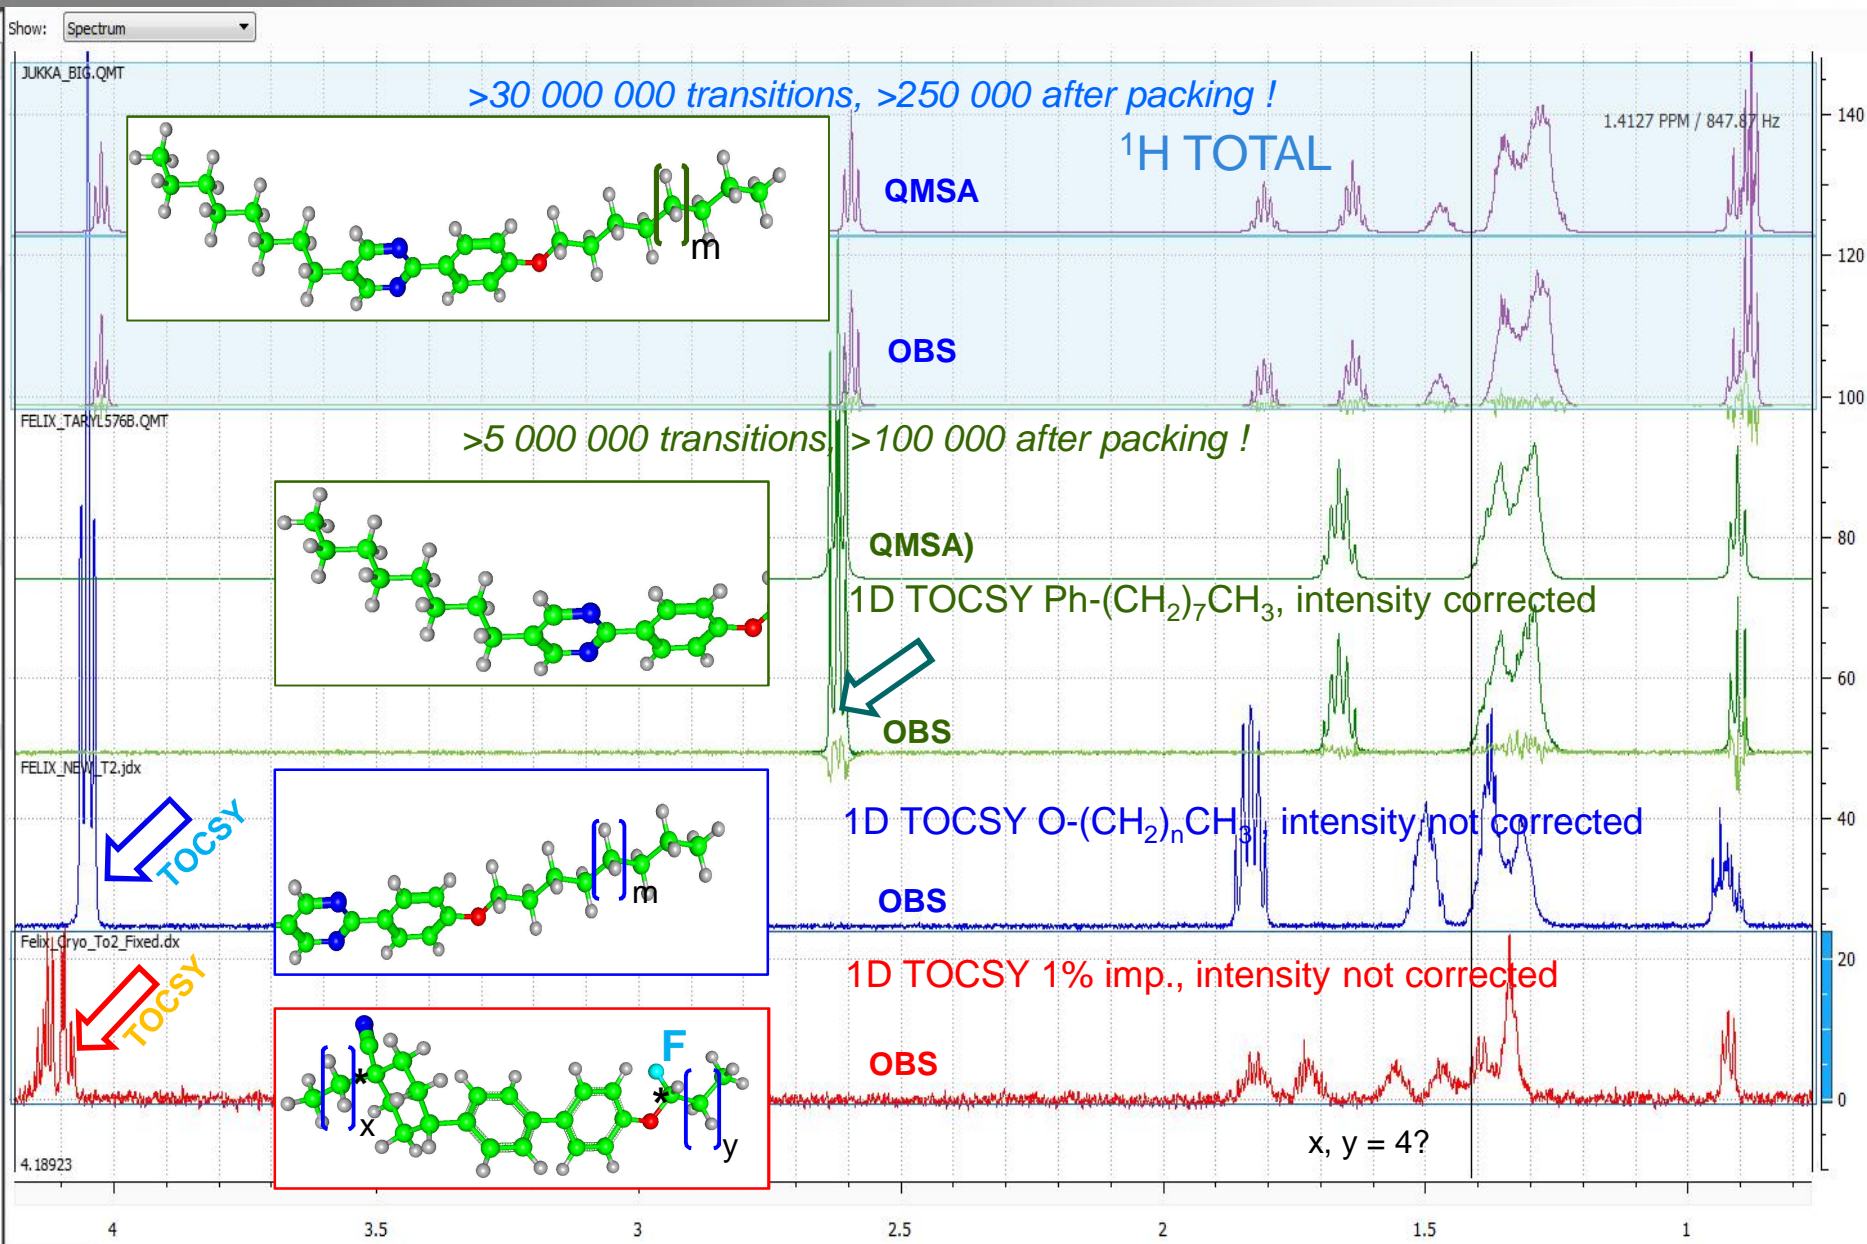 Show: Spectrum
JUKKA_BIG.QMT
>30 000 000 transitions, >250 000 after packing !
1.4127 PPM / 847.87 Hz
¹H TOTAL
QMSA
m
OBS
FELIX_TARYL576B.QMT
>5 000 000 transitions, >100 000 after packing !
QMSA)
1D TOCSY Ph-(CH₂)₇CH₃, intensity corrected
OBS
FELIX_NEW_T2.jdx
TOCSY
1D TOCSY O-(CH₂)ₙCH₃, intensity not corrected
m
OBS
Felix_Cryo_To2_Fixed.dx
TOCSY
1D TOCSY 1% imp., intensity not corrected
F
*
*
OBS
x
y
x, y = 4?
4.18923
140
120
100
80
60
40
20
0
4 3.5 3 2.5 2 1.5 1